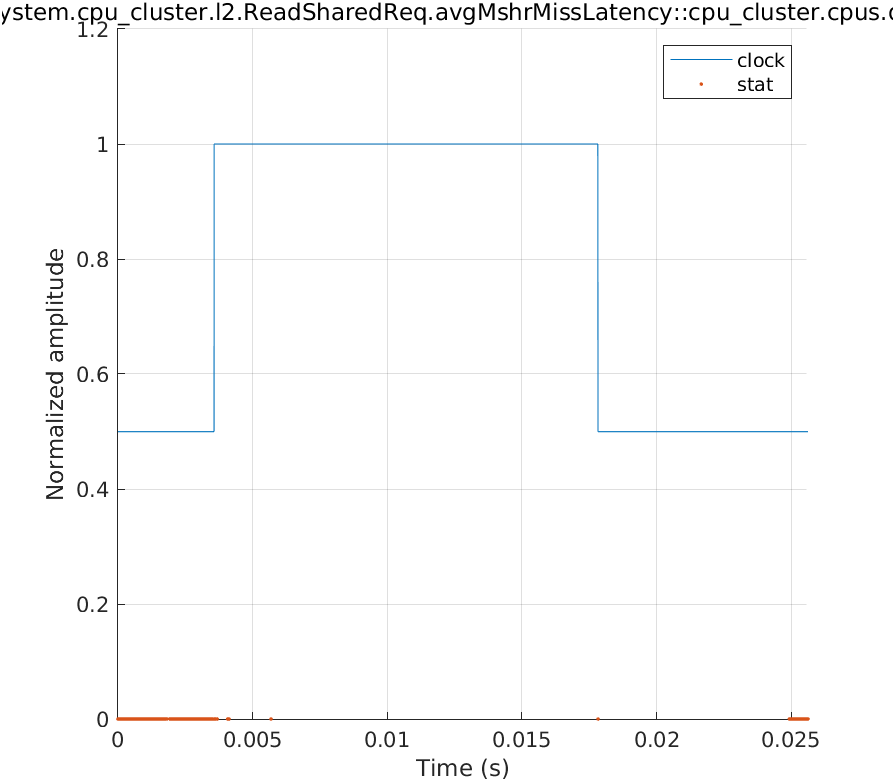 ystem.cpu_cluster.l2.ReadSharedReq.avgMshrMissLatency::cpu_cluster.cpus.d
1.2
clock
stat
1
0.8
Normalized amplitude
0.6
0.4
0.2
0
0 0.005 0.01 0.015 0.02 0.025
Time (s)